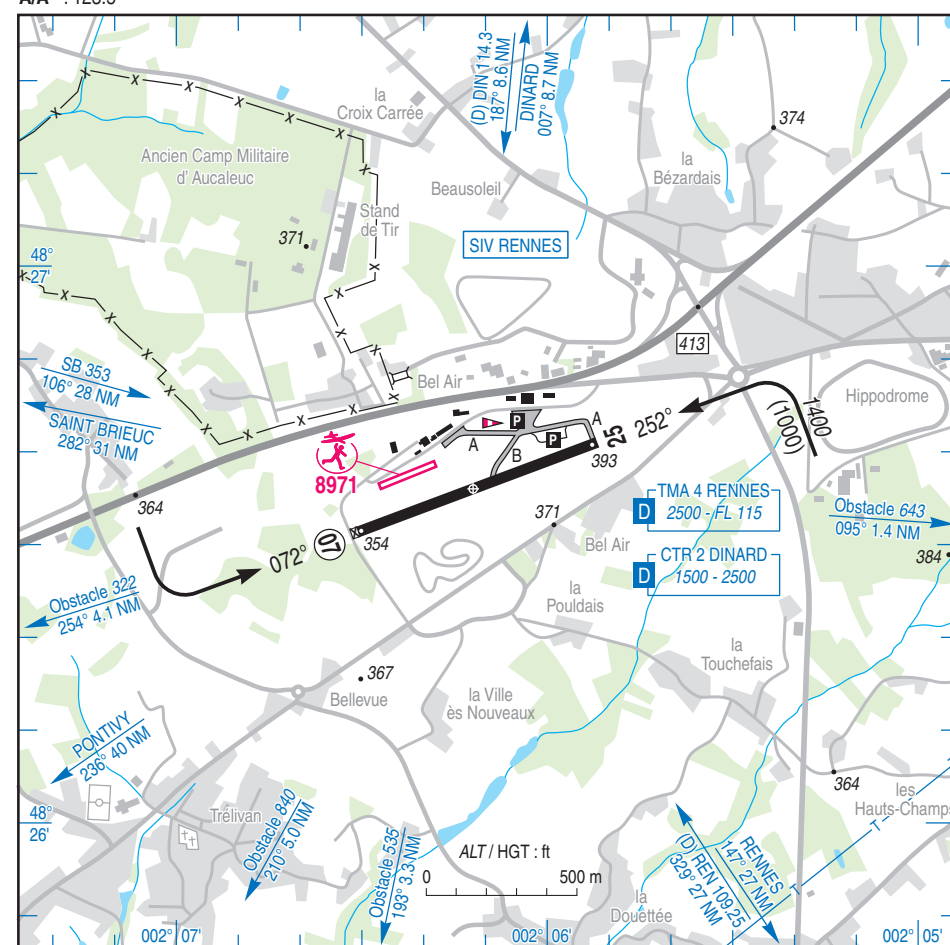 la
Croix Carrée
(D) DIN 114.3
187° 8.6 NM
DINARD
007° 8.7 NM
374
Ancien Camp Militaire
d' Aucaleuc
la
Bézardais
Beausoleil
Stand
de Tir
371
SIV RENNES
48°
27'
413
SB 353
106° 28 NM
SAINT BRIEUC
282° 31 NM
Bel Air
Hippodrome
1400
(1000)
P
A
A
B
P
25
252°
393
8971
364
TMA 4 RENNES
D
2500 - FL 115
Obstacle 643
095° 1.4 NM
371
Bel Air
072°
07
354
384
CTR 2 DINARD
D
1500 - 2500
Obstacle 322
254° 4.1 NM
la
Pouldais
la
Touchefais
367
Bellevue
la Ville
ès Nouveaux
PONTIVY
236° 40 NM
364
les
Hauts-Champs
48°
26'
Trélivan
Obstacle 840
210° 5.0 NM
Obstacle 535
193° 3.3 NM
ALT / HGT : ft
0
500 m
RENNES
147° 27 NM
(D) REN 109.25
329° 27 NM
la
Douettée
002° 07'
002° 06'
002° 05'